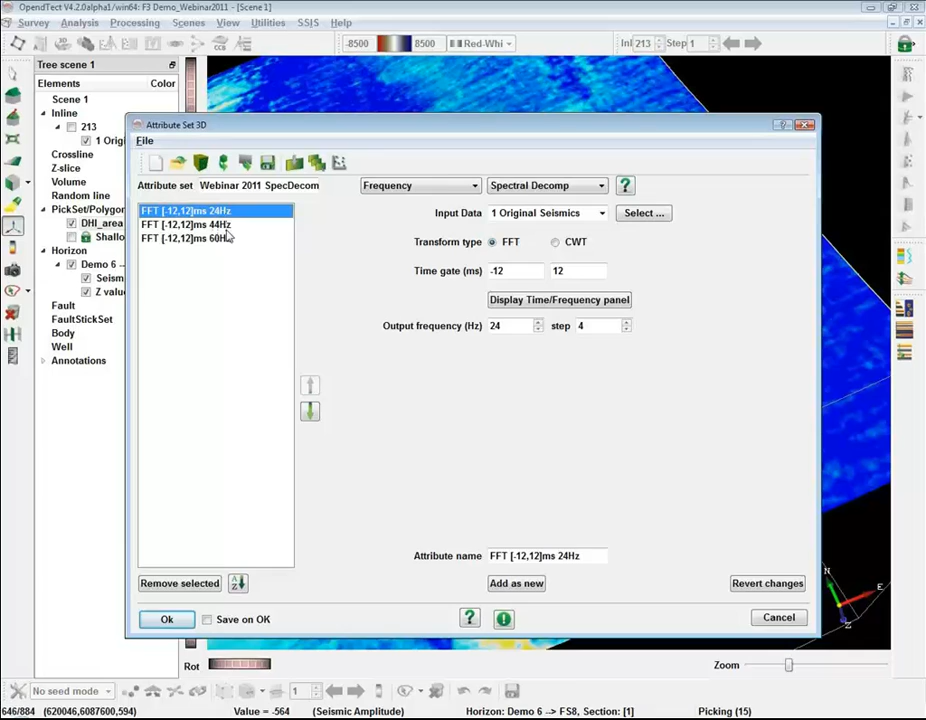 OpendTect V4.2.0alpha1/win64: F3 Demo_Webinar2011 - [Scene 1]
Survey Analysis Processing Scenes View Utilities SSIS Help
-8500 8500 Red-Whi Inl 213 Step 1
Tree scene 1
Elements Color
Scene 1
Inline
213
1 Origi
Crossline
Z-slice
Volume
Random line
PickSet/Polygon
DHI_area
Shallo
Horizon
Demo 6 --
Seism
Z value
Fault
FaultStickSet
Body
Well
Annotations
Attribute Set 3D
File
Attribute set Webinar 2011 SpecDecom Frequency Spectral Decomp ?
FFT [-12,12]ms 24Hz
FFT [-12,12]ms 44Hz
FFT [-12,12]ms 60Hz
Input Data 1 Original Seismics Select ...
Transform type FFT CWT
Time gate (ms) -12 12
Display Time/Frequency panel
Output frequency (Hz) 24 step 4
Attribute name FFT [-12,12]ms 24Hz
Remove selected A Z Add as new Revert changes
Ok Save on OK ? Cancel
N E Z
Rot Zoom
No seed mode 1
646/884 (620046,6087600,594) Value = -564 (Seismic Amplitude) Horizon: Demo 6 --> FS8, Section: [1] Picking (15)